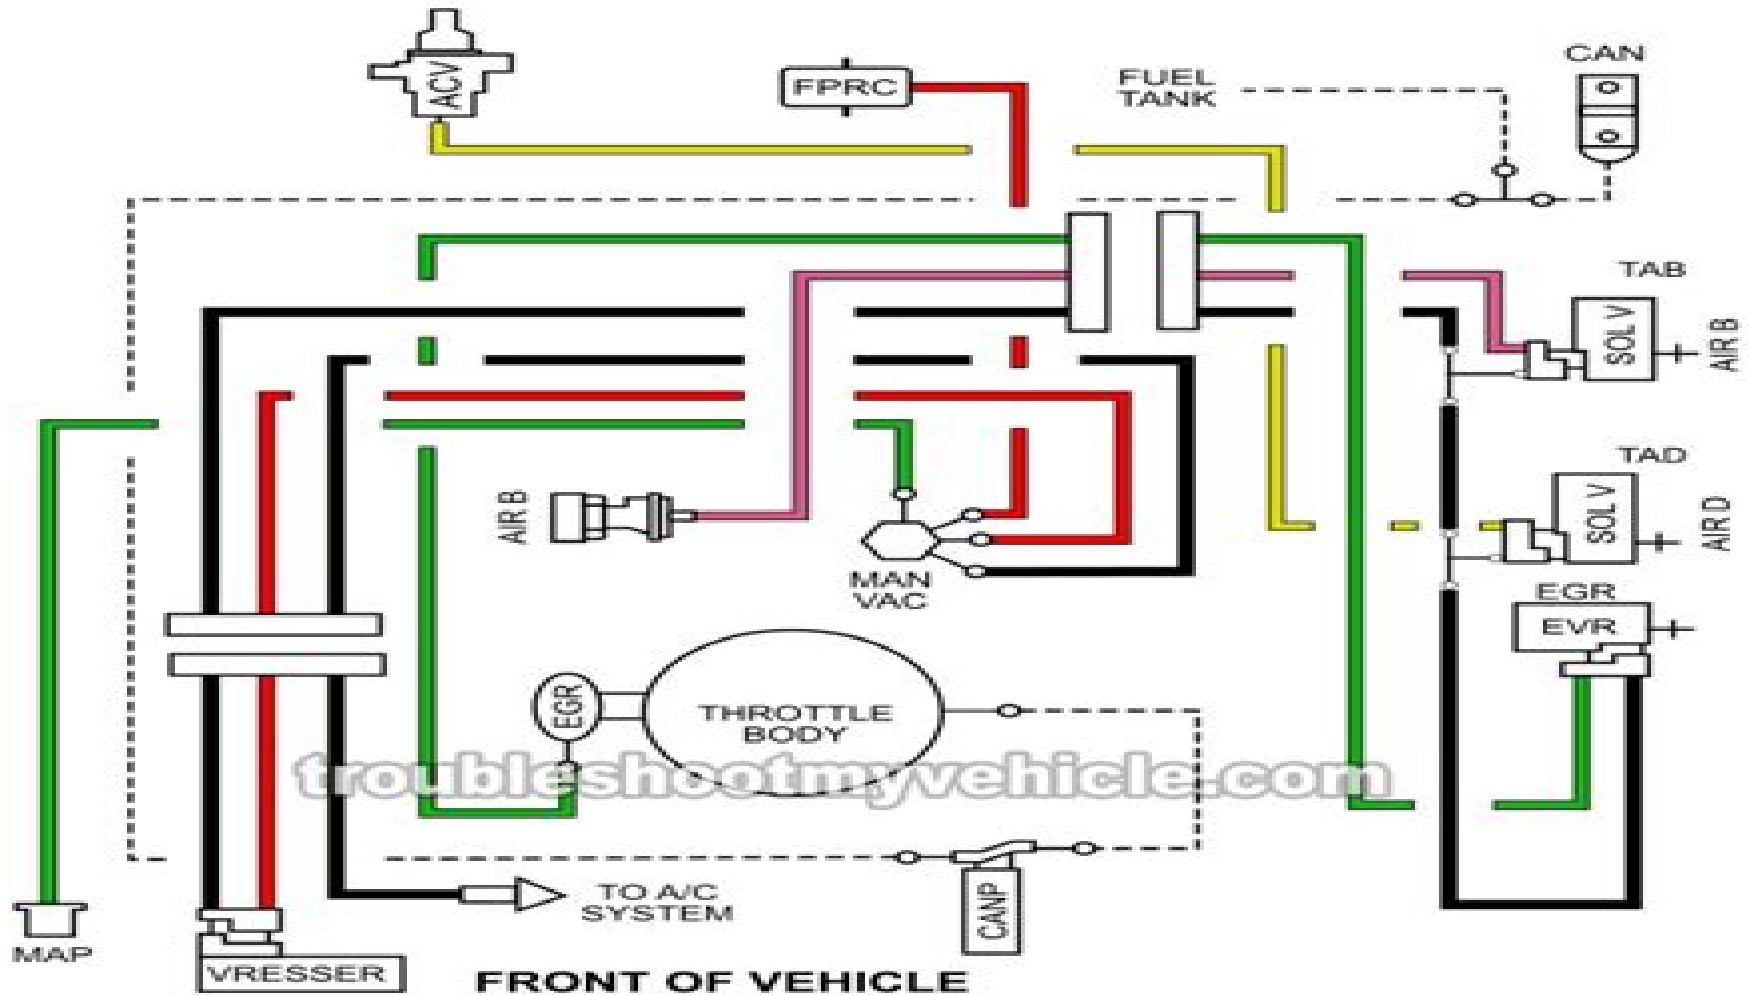 ACV
FPRC
FUEL
TANK
CAN
TAB
SOL V
AIR B
TAD
SOL V
AIR D
AIR B
MAN
VAC
EGR
EVR
EGR
THROTTLE
BODY
troubleshootmyvehicle.com
TO A/C
SYSTEM
CANP
MAP
VRESSER
FRONT OF VEHICLE